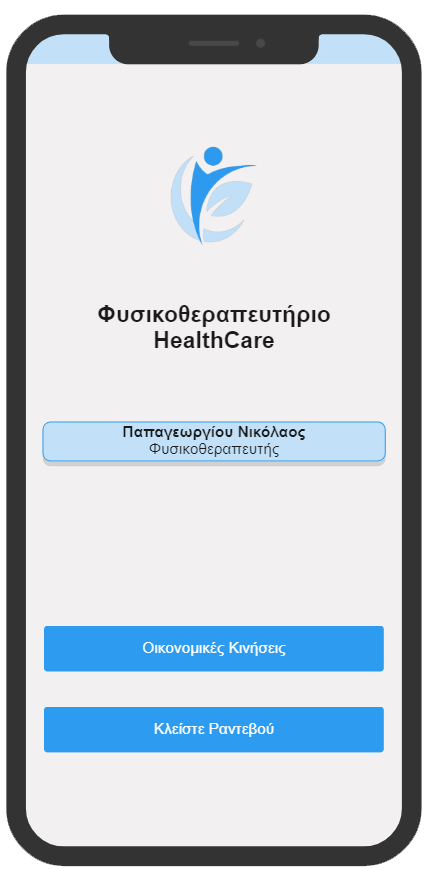 Φυσικοθεραπευτήριο
HealthCare
Παπαγεωργίου Νικόλαος
Φυσικοθεραπευτής
Οικονομικές Κινήσεις
Κλείστε Ραντεβού